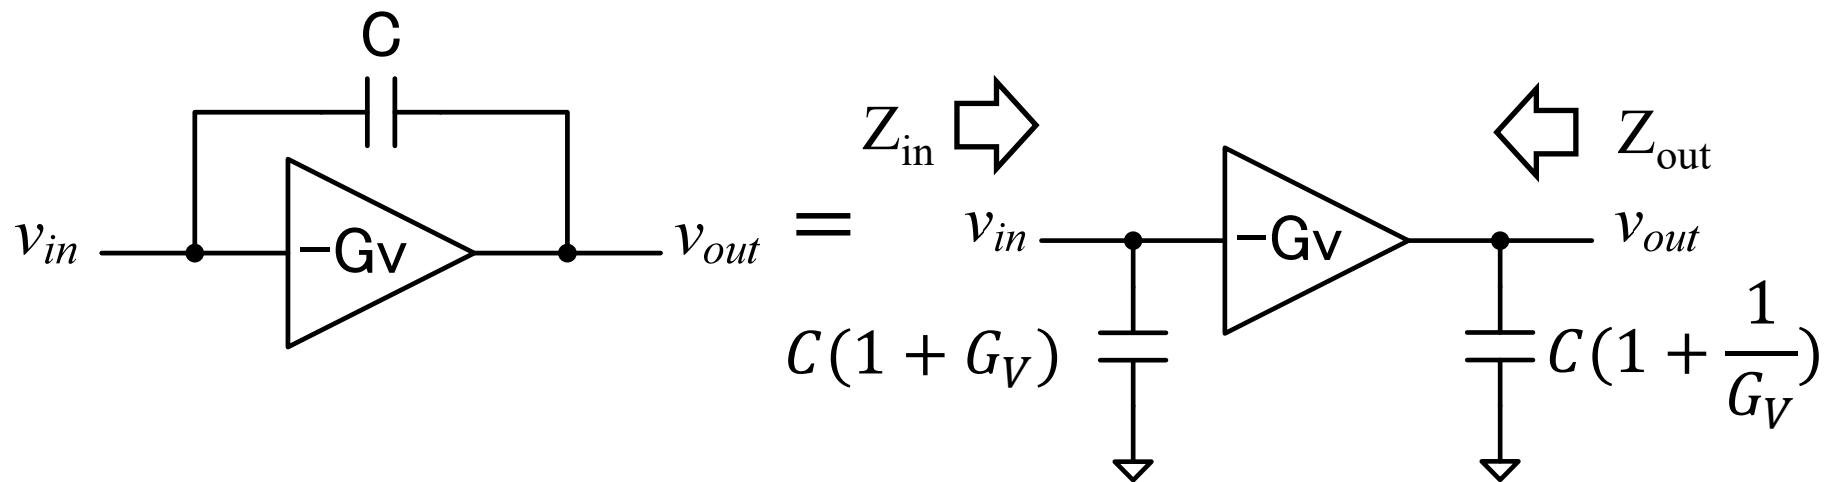 C
−Gv
v_in
v_out
=
Z_in
Z_out
v_in
−Gv
v_out
C(1 + G_V)
C(1 + 1/G_V)